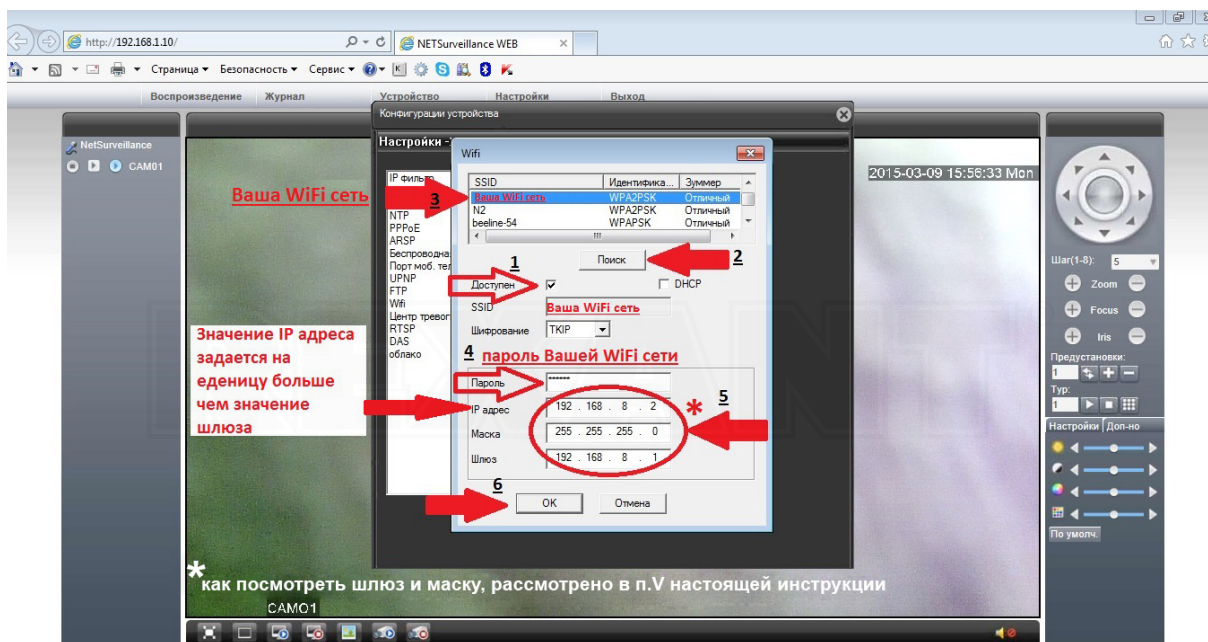 http://192.168.1.10/
NETSurveillance WEB
Страница Безопасность Сервис
Воспроизведение Журнал Устройство Настройки Выход
Конфигурации устройства
NetSurveillance
CAM01
Настройки -
Wifi
2015-03-09 15:56:33 Mon
Ваша WiFi сеть
3
SSID Идентифика... Зуммер
Ваша WiFi сеть WPA2PSK Отличный
N2 WPA2PSK Отличный
beeline-54 WPAPSK Отличный
IP фильтр
NTP
PPPoE
ARSP
Беспроводна
Порт моб. тел
UPNP
FTP
Wifi
Центр тревог
RTSP
DAS
облако
1
Поиск
2
Доступен
DHCP
SSID Ваша WiFi сеть
Шифрование TKIP
4 пароль Вашей WiFi сети
Пароль ******
IP адрес 192 . 168 . 8 . 2
* 5
Маска 255 . 255 . 255 . 0
Шлюз 192 . 168 . 8 . 1
6
OK Отмена
Значение IP адреса
задается на
еденицу больше
чем значение
шлюза
Шаг(1-8): 5
Zoom
Focus
Iris
Предустановки:
1
Тур:
1
Настройки Доп-но
По умолч.
REXANT
*как посмотреть шлюз и маску, рассмотрено в п.V настоящей инструкции
CAM01